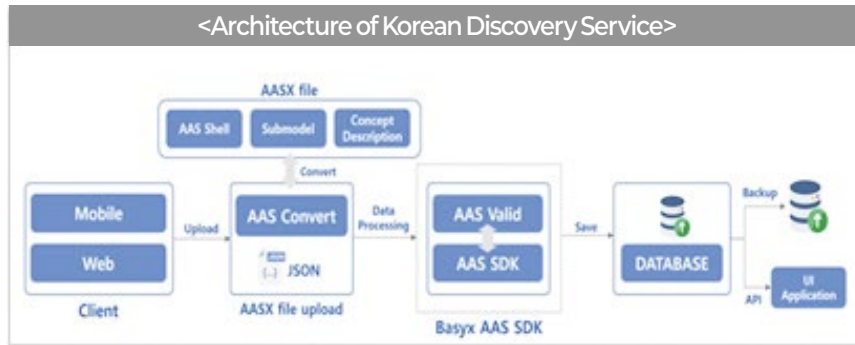 <Architecture of Korean Discovery Service>
AASX file
AAS Shell
Submodel
Concept
Description
Convert
Mobile
Web
Client
Upload
AAS Convert
{..} JSON
AASX file upload
Data
Processing
AAS Valid
AAS SDK
Basyx AAS SDK
Save
DATABASE
Backup
API
UI
Application